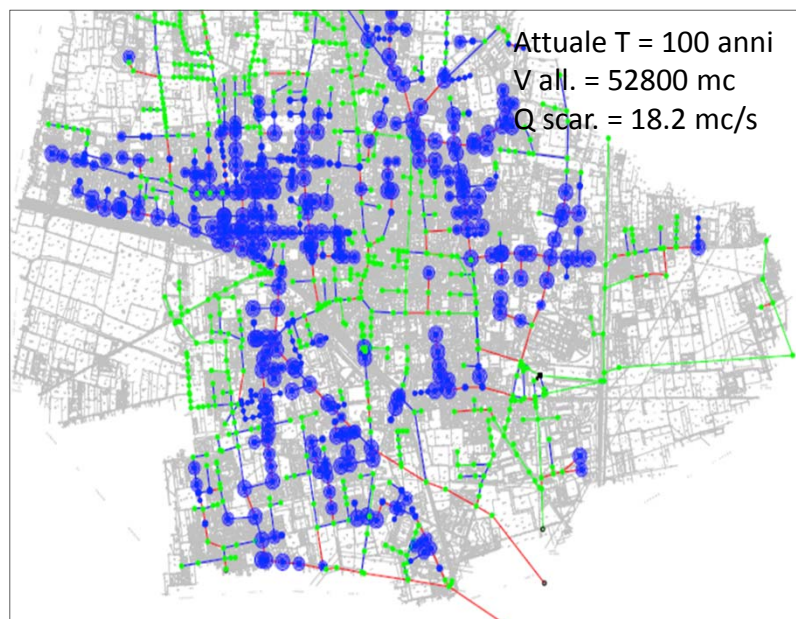 Attuale T = 100 anni
V all. = 52800 mc
Q scar. = 18.2 mc/s